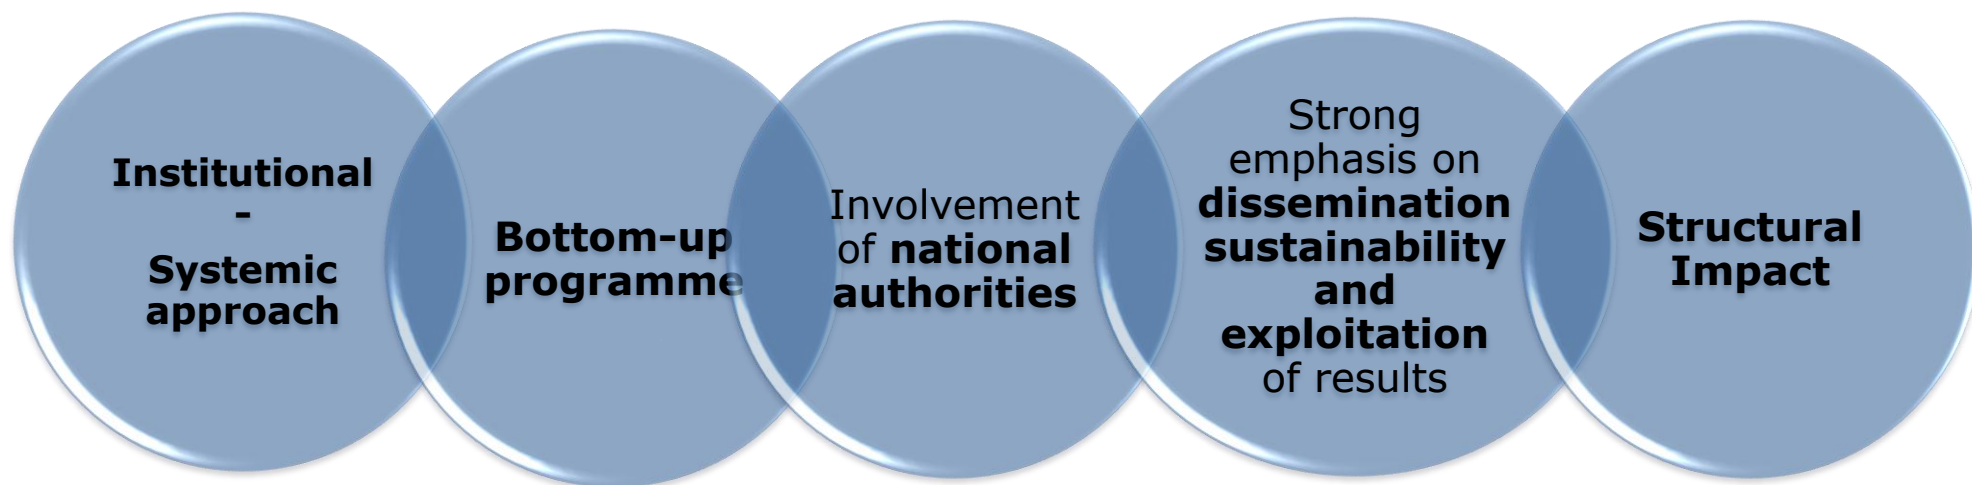 Institutional
-
Systemic
approach
Bottom-up
programme
Involvement
of national
authorities
Strong
emphasis on
dissemination
sustainability
and
exploitation
of results
Structural
Impact